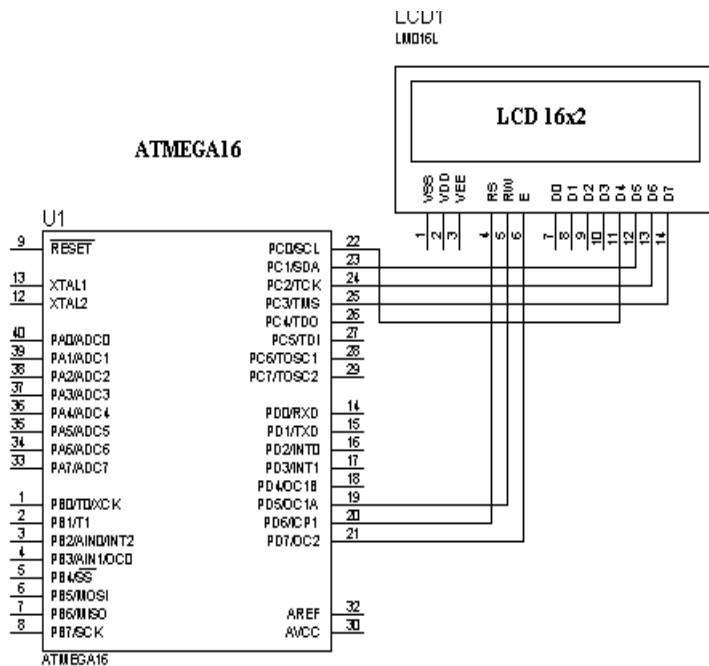 LCD1
LM016L
LCD 16x2
ATMEGA16
VSS
VDD
VEE
RS
RW
E
D0
D1
D2
D3
D4
D5
D6
D7
1
2
3
4
5
6
7
8
9
10
11
12
13
14
U1
9 RESET
13 XTAL1
12 XTAL2
40 PA0/ADC0
39 PA1/ADC1
38 PA2/ADC2
37 PA3/ADC3
36 PA4/ADC4
35 PA5/ADC5
34 PA6/ADC6
33 PA7/ADC7
1 PB0/T0/XCK
2 PB1/T1
3 PB2/AIN0/INT2
4 PB3/AIN1/OC0
5 PB4/SS
6 PB5/MOSI
7 PB6/MISO
8 PB7/SCK
PC0/SCL 22
PC1/SDA 23
PC2/TCK 24
PC3/TMS 25
PC4/TDO 26
PC5/TDI 27
PC6/TOSC1 28
PC7/TOSC2 29
PD0/RXD 14
PD1/TXD 15
PD2/INT0 16
PD3/INT1 17
PD4/OC1B 18
PD5/OC1A 19
PD6/ICP1 20
PD7/OC2 21
AREF 32
AVCC 30
ATMEGA16